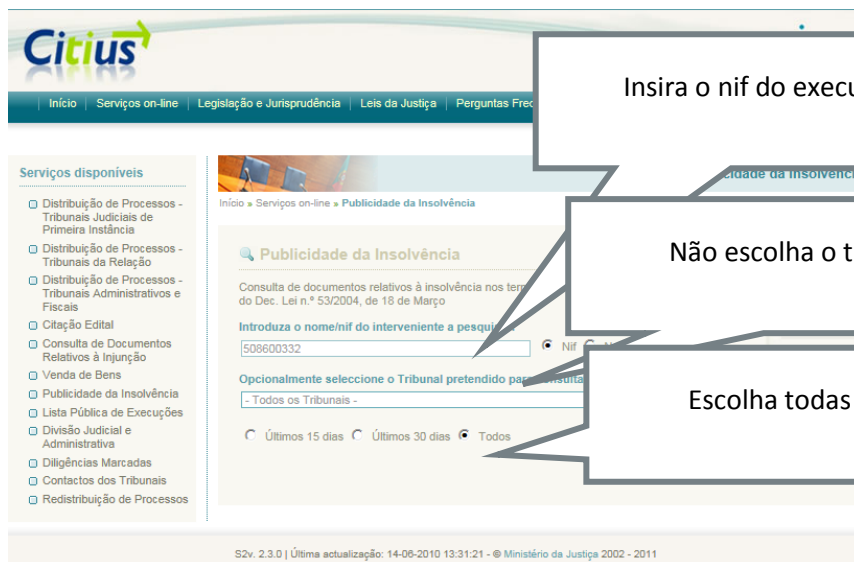 Citius
Início | Serviços on-line | Legislação e Jurisprudência | Leis da Justiça | Perguntas
Insira o nif do
Serviços disponíveis
Distribuição de Processos -
Tribunais Judiciais de
Primeira Instância
Distribuição de Processos -
Tribunais da Relação
Distribuição de Processos -
Tribunais Administrativos e
Fiscais
Citação Edital
Consulta de Documentos
Relativos à Injunção
Venda de Bens
Publicidade da Insolvência
Lista Pública de Execuções
Divisão Judicial e
Administrativa
Diligências Marcadas
Contactos dos Tribunais
Redistribuição de Processos
Início » Serviços on-line » Publicidade da Insolvência
Publicidade da Insolvência
Consulta de documentos relativos à insolvência nos
do Dec. Lei n.º 53/2004, de 18 de Março
Introduza o nome/nif do interveniente a
508600332
Nif
Opcionalmente seleccione o Tribunal pretendido para
- Todos os Tribunais -
Últimos 15 dias Últimos 30 dias Todos
Não escolha o
Escolha todas
S2v. 2.3.0 | Última actualização: 14-06-2010 13:31:21 - © Ministério da Justiça 2002 - 2011